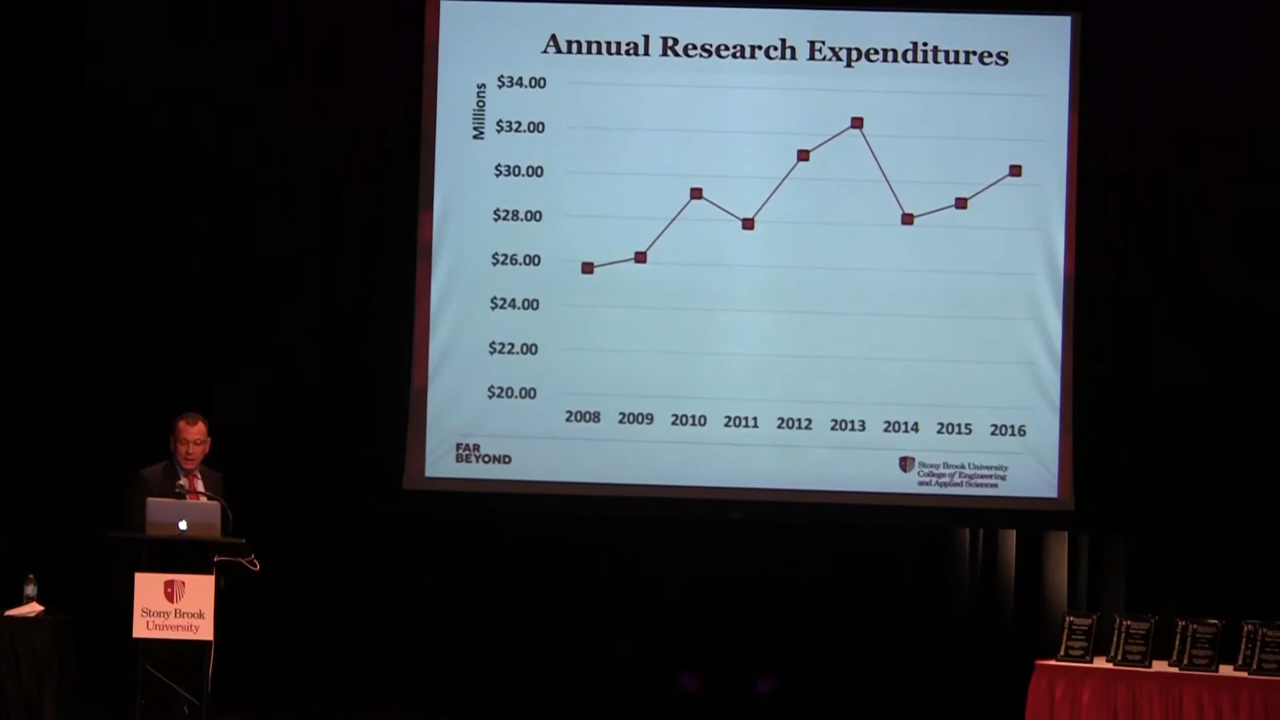 Annual Research Expenditures
Millions
$34.00
$32.00
$30.00
$28.00
$26.00
$24.00
$22.00
$20.00
2008 2009 2010 2011 2012 2013 2014 2015 2016
FAR
BEYOND
Stony Brook University
College of Engineering
and Applied Sciences
Stony Brook
University